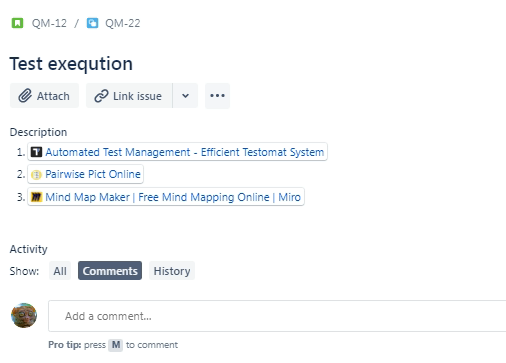 QM-12 / QM-22
Test exeqution
Attach Link issue
Description
1. Automated Test Management - Efficient Testomat System
2. Pairwise Pict Online
3. Mind Map Maker | Free Mind Mapping Online | Miro
Activity
Show: All Comments History
Add a comment...
Pro tip: press M to comment